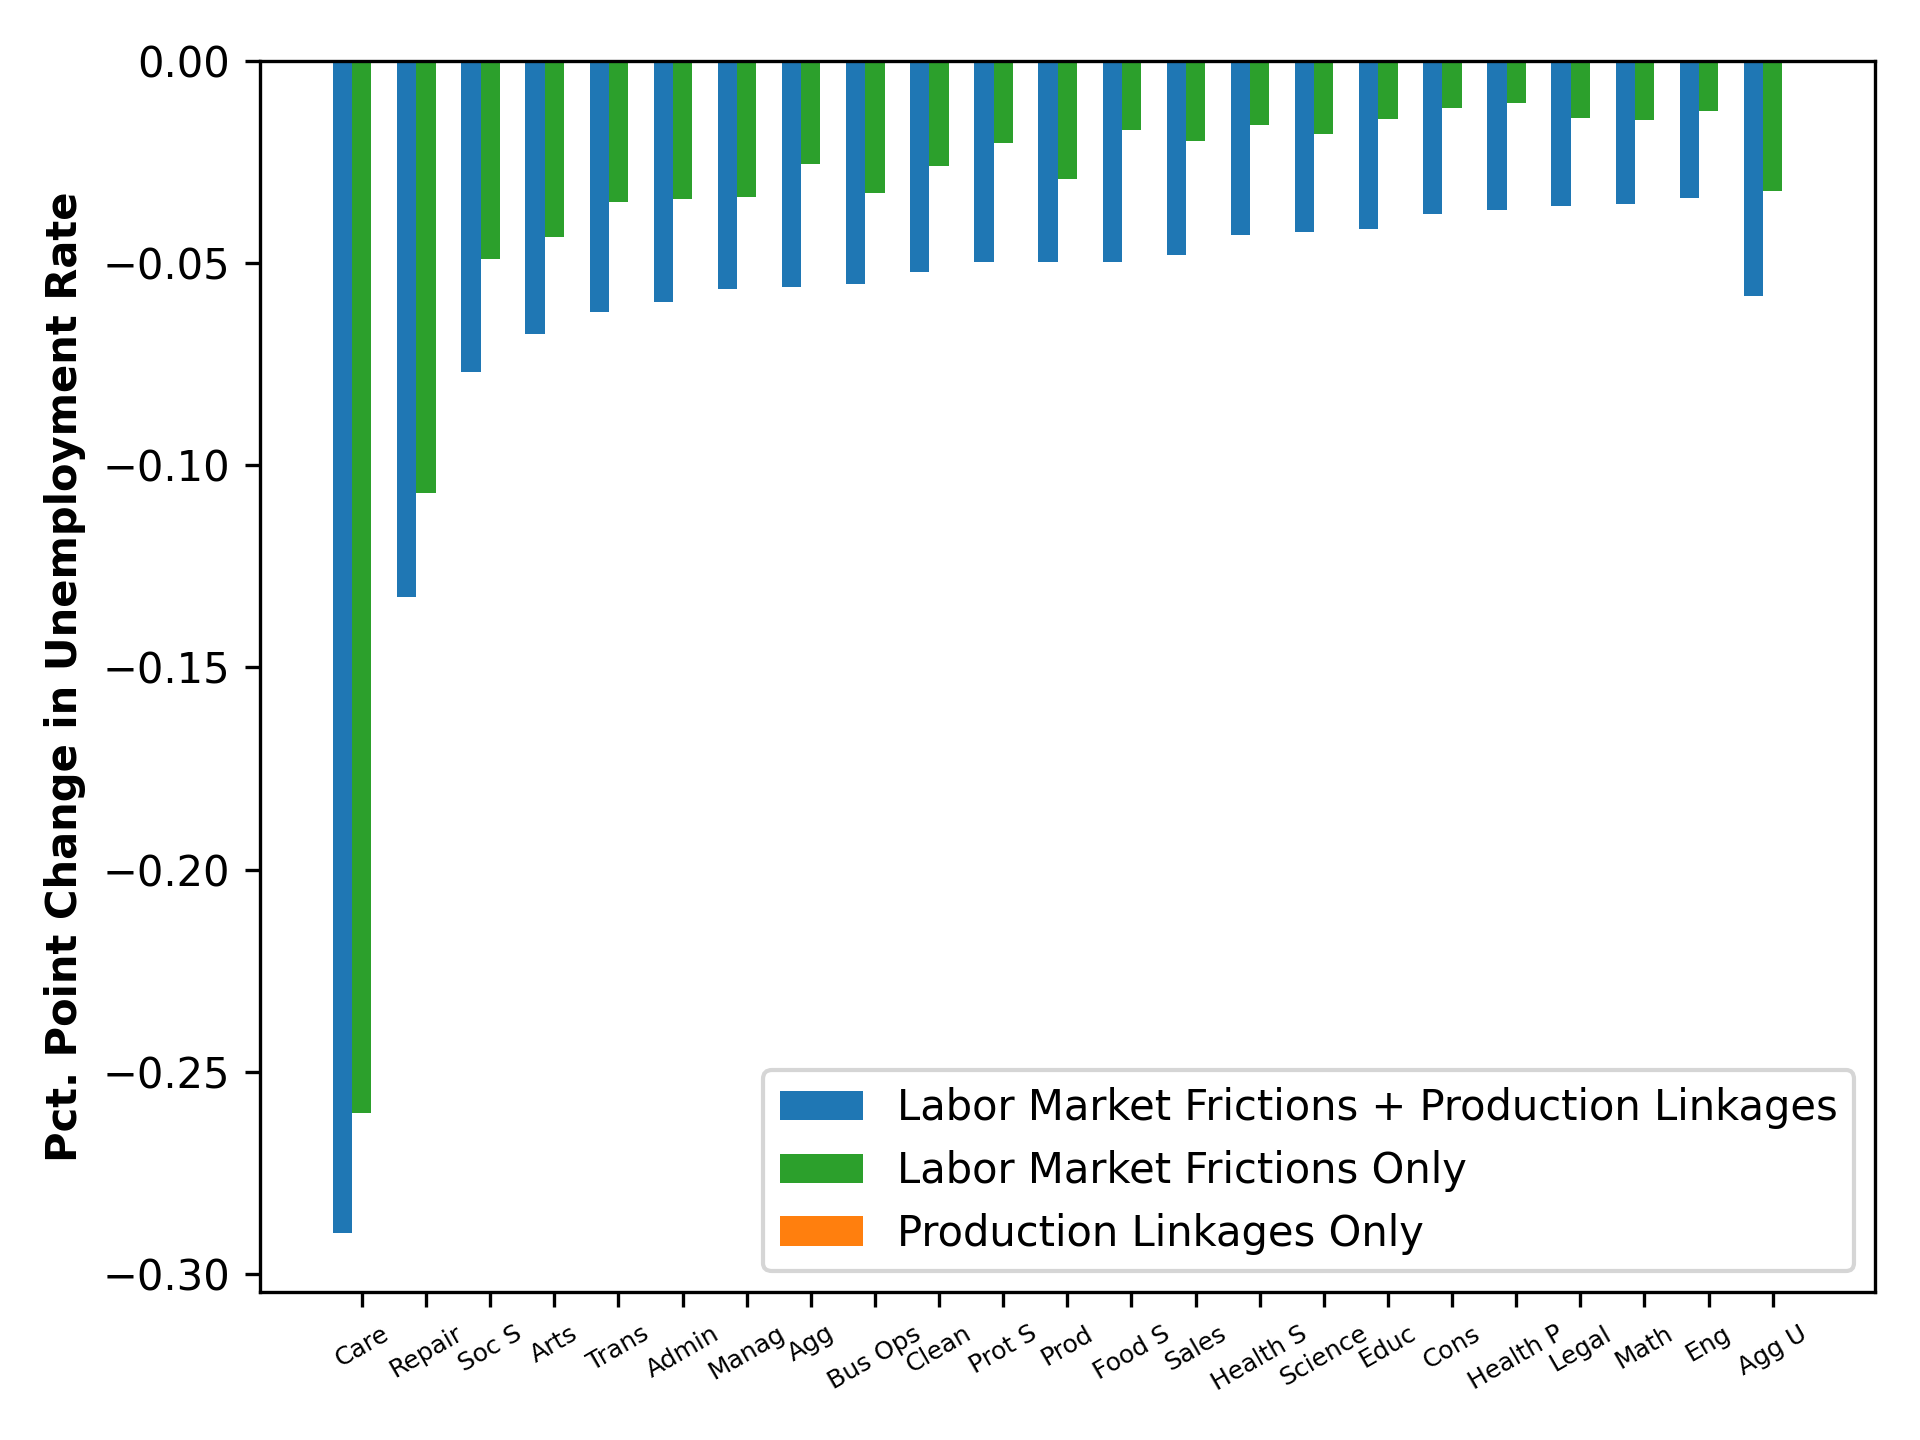 0.00
−0.05
−0.10
−0.15
−0.20
−0.25
−0.30
Pct. Point Change in Unemployment Rate
Labor Market Frictions + Production Linkages
Labor Market Frictions Only
Production Linkages Only
Care
Repair
Soc S
Arts
Trans
Admin
Manag
Agg
Bus Ops
Clean
Prot S
Prod
Food S
Sales
Health S
Science
Educ
Cons
Health P
Legal
Math
Eng
Agg U